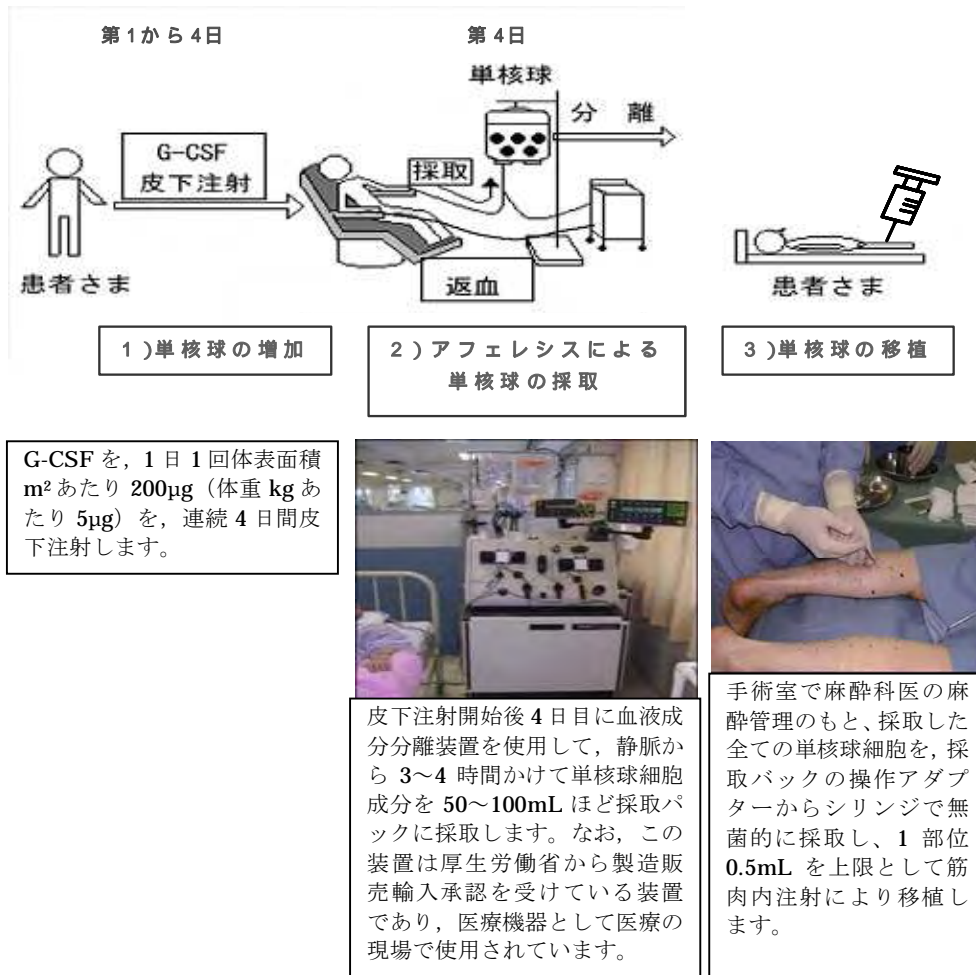 第1から4日
第4日
単核球
分 離
G-CSF
皮下注射
採取
返血
患者さま
患者さま
1)単核球の増加
2)アフェレシスによる
単核球の採取
3)単核球の移植
G-CSF を，1 日 1 回体表面積
m²あたり 200µg（体重 kg あ
たり 5µg）を，連続 4 日間皮
下注射します。
皮下注射開始後 4 日目に血液成
分分離装置を使用して，静脈か
ら 3～4 時間かけて単核球細胞
成分を 50～100mL ほど採取パ
ックに採取します。なお，この
装置は厚生労働省から製造販
売輸入承認を受けている装置
であり，医療機器として医療の
現場で使用されています。
手術室で麻酔科医の麻
酔管理のもと、採取した
全ての単核球細胞を，採
取バックの操作アダプ
ターからシリンジで無
菌的に採取し、1 部位
0.5mL を上限として筋
肉内注射により移植し
ます。